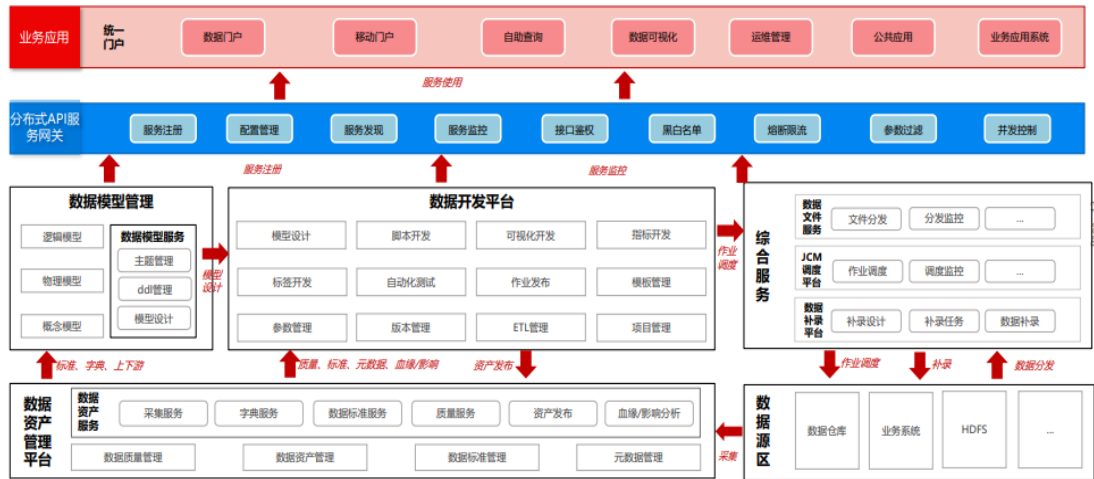 业务应用
统一
门户
数据门户
移动门户
自助查询
数据可视化
运维管理
公共应用
业务应用系统
服务使用
分布式API服
务网关
服务注册
配置管理
服务发现
服务监控
接口鉴权
黑白名单
熔断限流
参数过滤
并发控制
服务注册
服务监控
数据模型管理
逻辑模型
物理模型
概念模型
数据模型服务
主题管理
ddl管理
模型设计
模型
设计
数据开发平台
模型设计
脚本开发
可视化开发
指标开发
标签开发
自动化测试
作业发布
模板管理
参数管理
版本管理
ETL管理
项目管理
作业
调度
综
合
服
务
数据
文件
服务
文件分发
分发监控
...
JCM
调度
平台
作业调度
调度监控
...
数据
补录
平台
补录设计
补录任务
数据补录
标准、字典、上下游
质量、标准、元数据、血缘/影响
资产发布
作业调度
补录
数据分发
数据
资产
管理
平台
数据
资产
服务
采集服务
字典服务
数据标准服务
质量服务
资产发布
血缘/影响分析
数据质量管理
数据资产管理
数据标准管理
元数据管理
采集
数
据
源
区
数据仓库
业务系统
HDFS
...